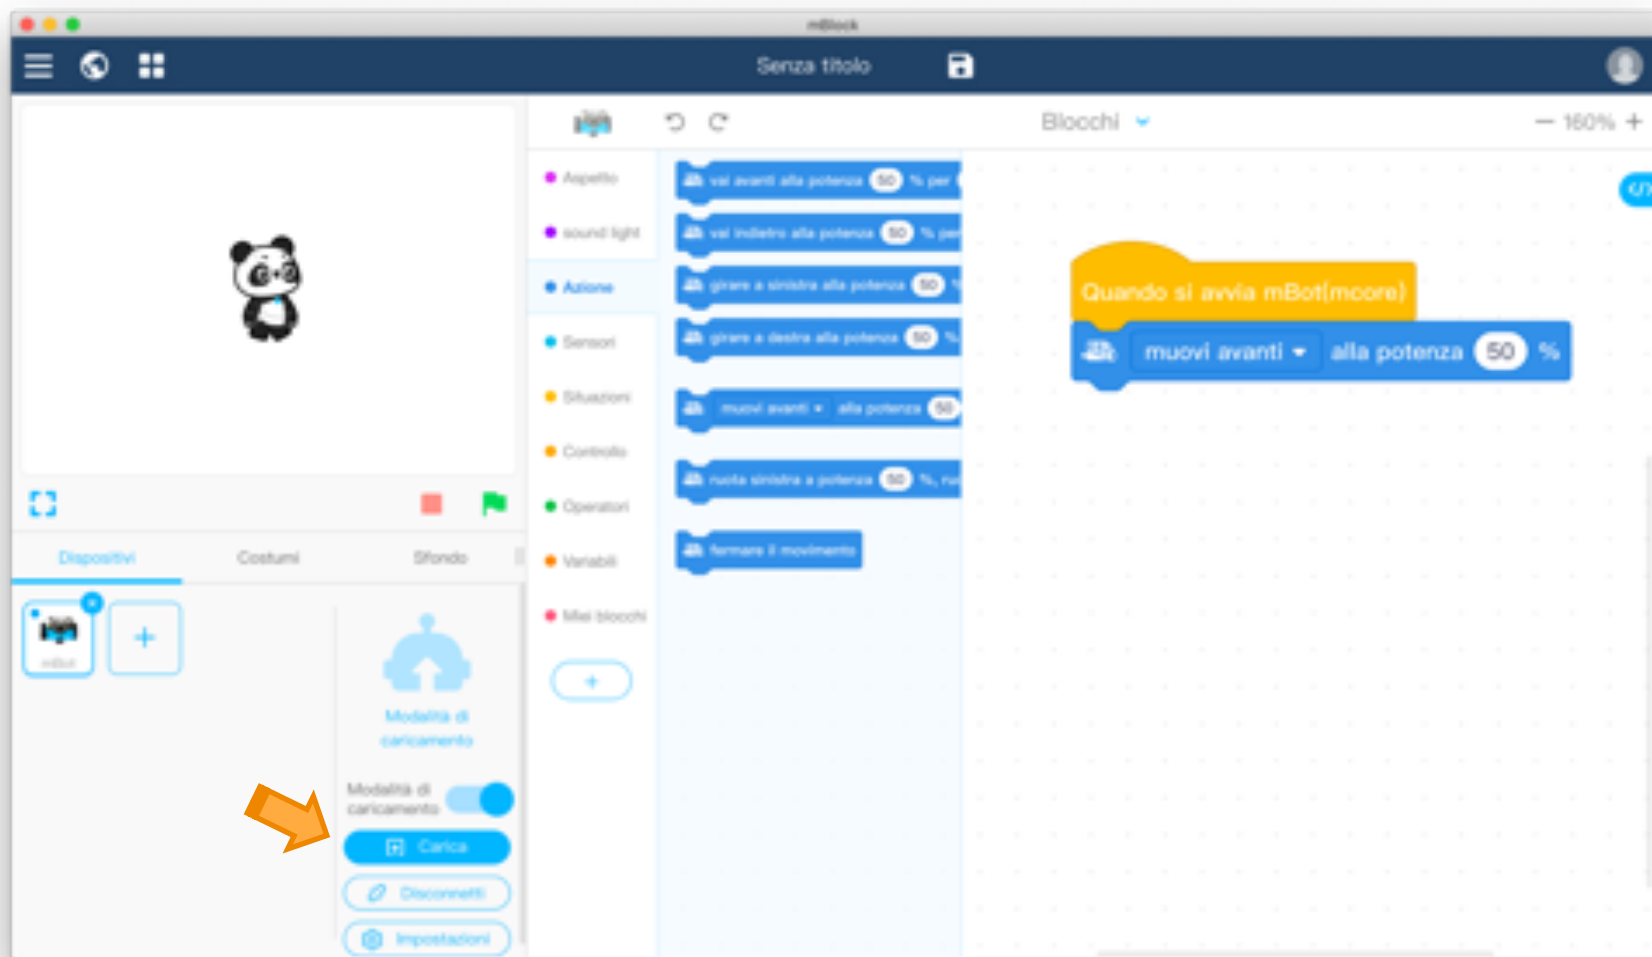 mBlock
Senza titolo
Blocchi
160%
Aspetto
sound light
Azione
Sensori
Situazioni
Controllo
Operatori
Variabili
Miei blocchi
vai avanti alla potenza 50 % per
vai indietro alla potenza 50 % per
girare a sinistra alla potenza 50 %
girare a destra alla potenza 50 %
muovi avanti alla potenza 50
ruota sinistra a potenza 50 %, ruo
fermare il movimento
Quando si avvia mBot(mcore)
muovi avanti alla potenza 50 %
Dispositivi
Costumi
Sfondo
mBot
Modalità di
caricamento
Modalità di
caricamento
Carica
Disconnetti
Impostazioni